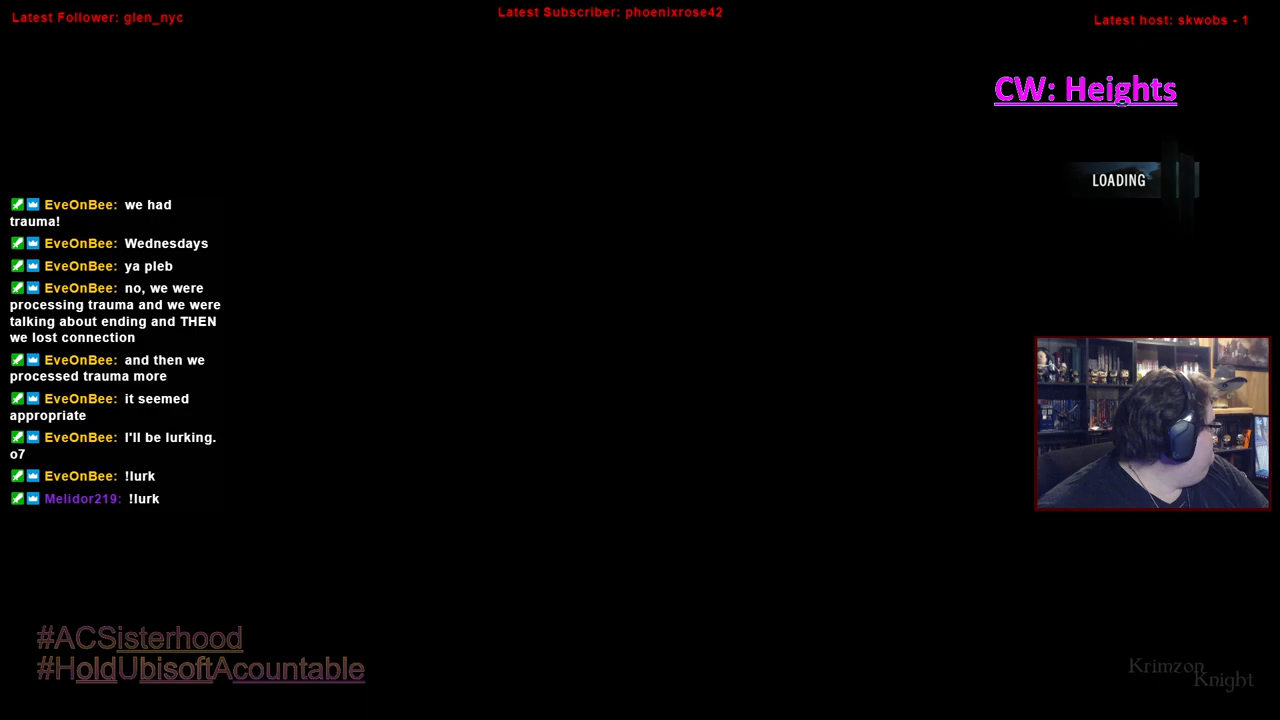 Latest Follower: glen_nyc
Latest Subscriber: phoenixrose42
Latest host: skwobs - 1
CW: Heights
LOADING
EveOnBee: we had
trauma!
EveOnBee: Wednesdays
EveOnBee: ya pleb
EveOnBee: no, we were
processing trauma and we were
talking about ending and THEN
we lost connection
EveOnBee: and then we
processed trauma more
EveOnBee: it seemed
appropriate
EveOnBee: I'll be lurking.
o7
EveOnBee: !lurk
Melidor219: !lurk
#ACSisterhood
#HoldUbisoftAcountable
Krimzon
Knight